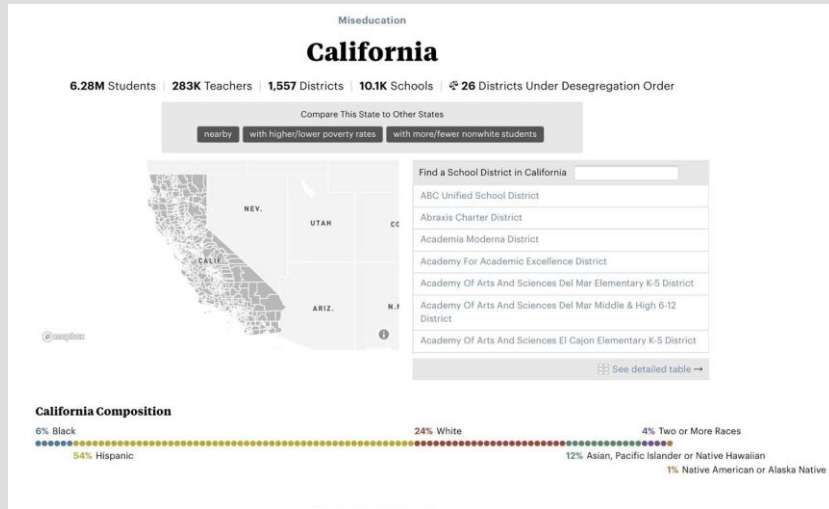 Miseducation
California
6.28M Students | 283K Teachers | 1,557 Districts | 10.1K Schools | 26 Districts Under Desegregation Order
Compare This State to Other States
nearby with higher/lower poverty rates with more/fewer nonwhite students
NEV.
UTAH
CC
CALIF.
ARIZ.
N.M
mapbox
Find a School District in California
ABC Unified School District
Abraxis Charter District
Academia Moderna District
Academy For Academic Excellence District
Academy Of Arts And Sciences Del Mar Elementary K-5 District
Academy Of Arts And Sciences Del Mar Middle & High 6-12
District
Academy Of Arts And Sciences El Cajon Elementary K-5 District
See detailed table →
California Composition
6% Black 24% White 4% Two or More Races
54% Hispanic 12% Asian, Pacific Islander or Native Hawaiian
1% Native American or Alaska Native